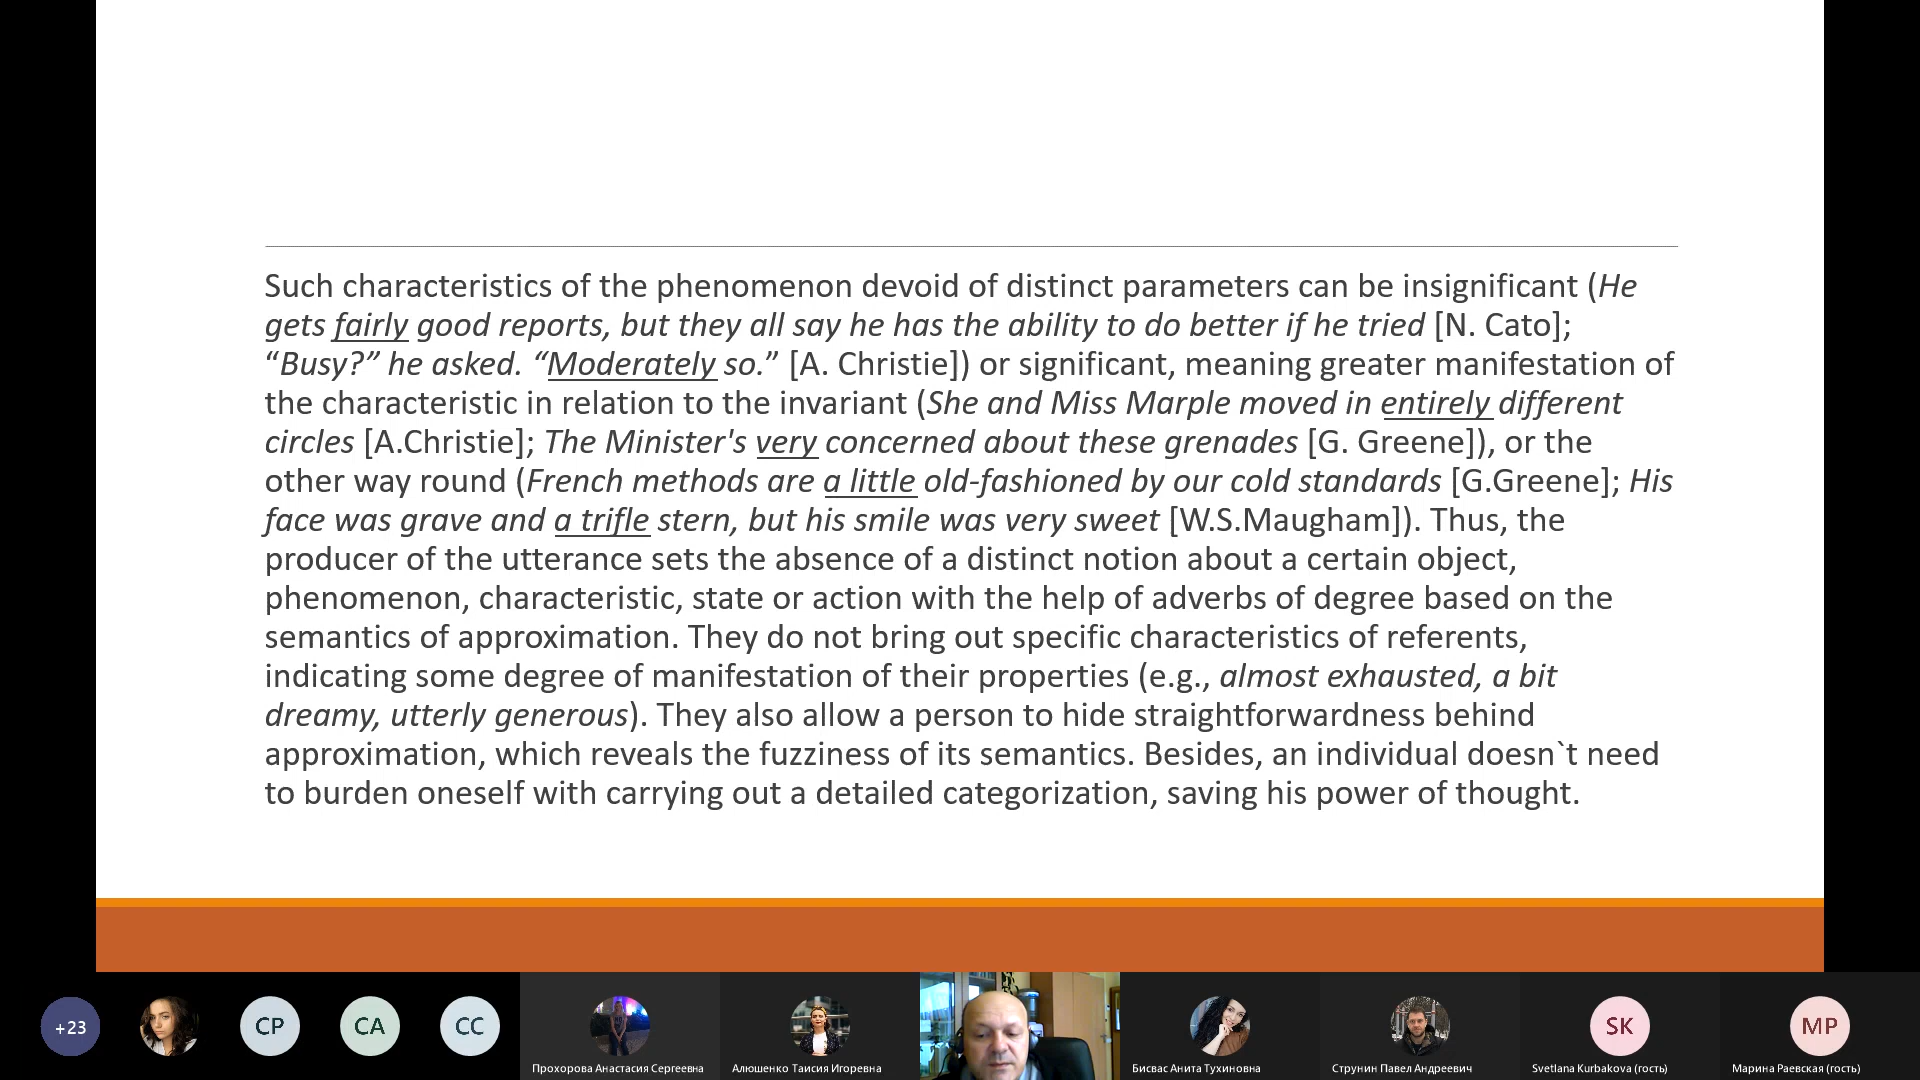 Such characteristics of the phenomenon devoid of distinct parameters can be insignificant (He
gets fairly good reports, but they all say he has the ability to do better if he tried [N. Cato];
“Busy?” he asked. “Moderately so.” [A. Christie]) or significant, meaning greater manifestation of
the characteristic in relation to the invariant (She and Miss Marple moved in entirely different
circles [A.Christie]; The Minister's very concerned about these grenades [G. Greene]), or the
other way round (French methods are a little old-fashioned by our cold standards [G.Greene]; His
face was grave and a trifle stern, but his smile was very sweet [W.S.Maugham]). Thus, the
producer of the utterance sets the absence of a distinct notion about a certain object,
phenomenon, characteristic, state or action with the help of adverbs of degree based on the
semantics of approximation. They do not bring out specific characteristics of referents,
indicating some degree of manifestation of their properties (e.g., almost exhausted, a bit
dreamy, utterly generous). They also allow a person to hide straightforwardness behind
approximation, which reveals the fuzziness of its semantics. Besides, an individual doesn`t need
to burden oneself with carrying out a detailed categorization, saving his power of thought.
+23
СР
СА
СС
SK
МР
Прохорова Анастасия Сергеевна
Алюшенко Таисия Игоревна
Бисвас Анита Тухиновна
Струнин Павел Андреевич
Svetlana Kurbakova (гость)
Марина Раевская (гость)